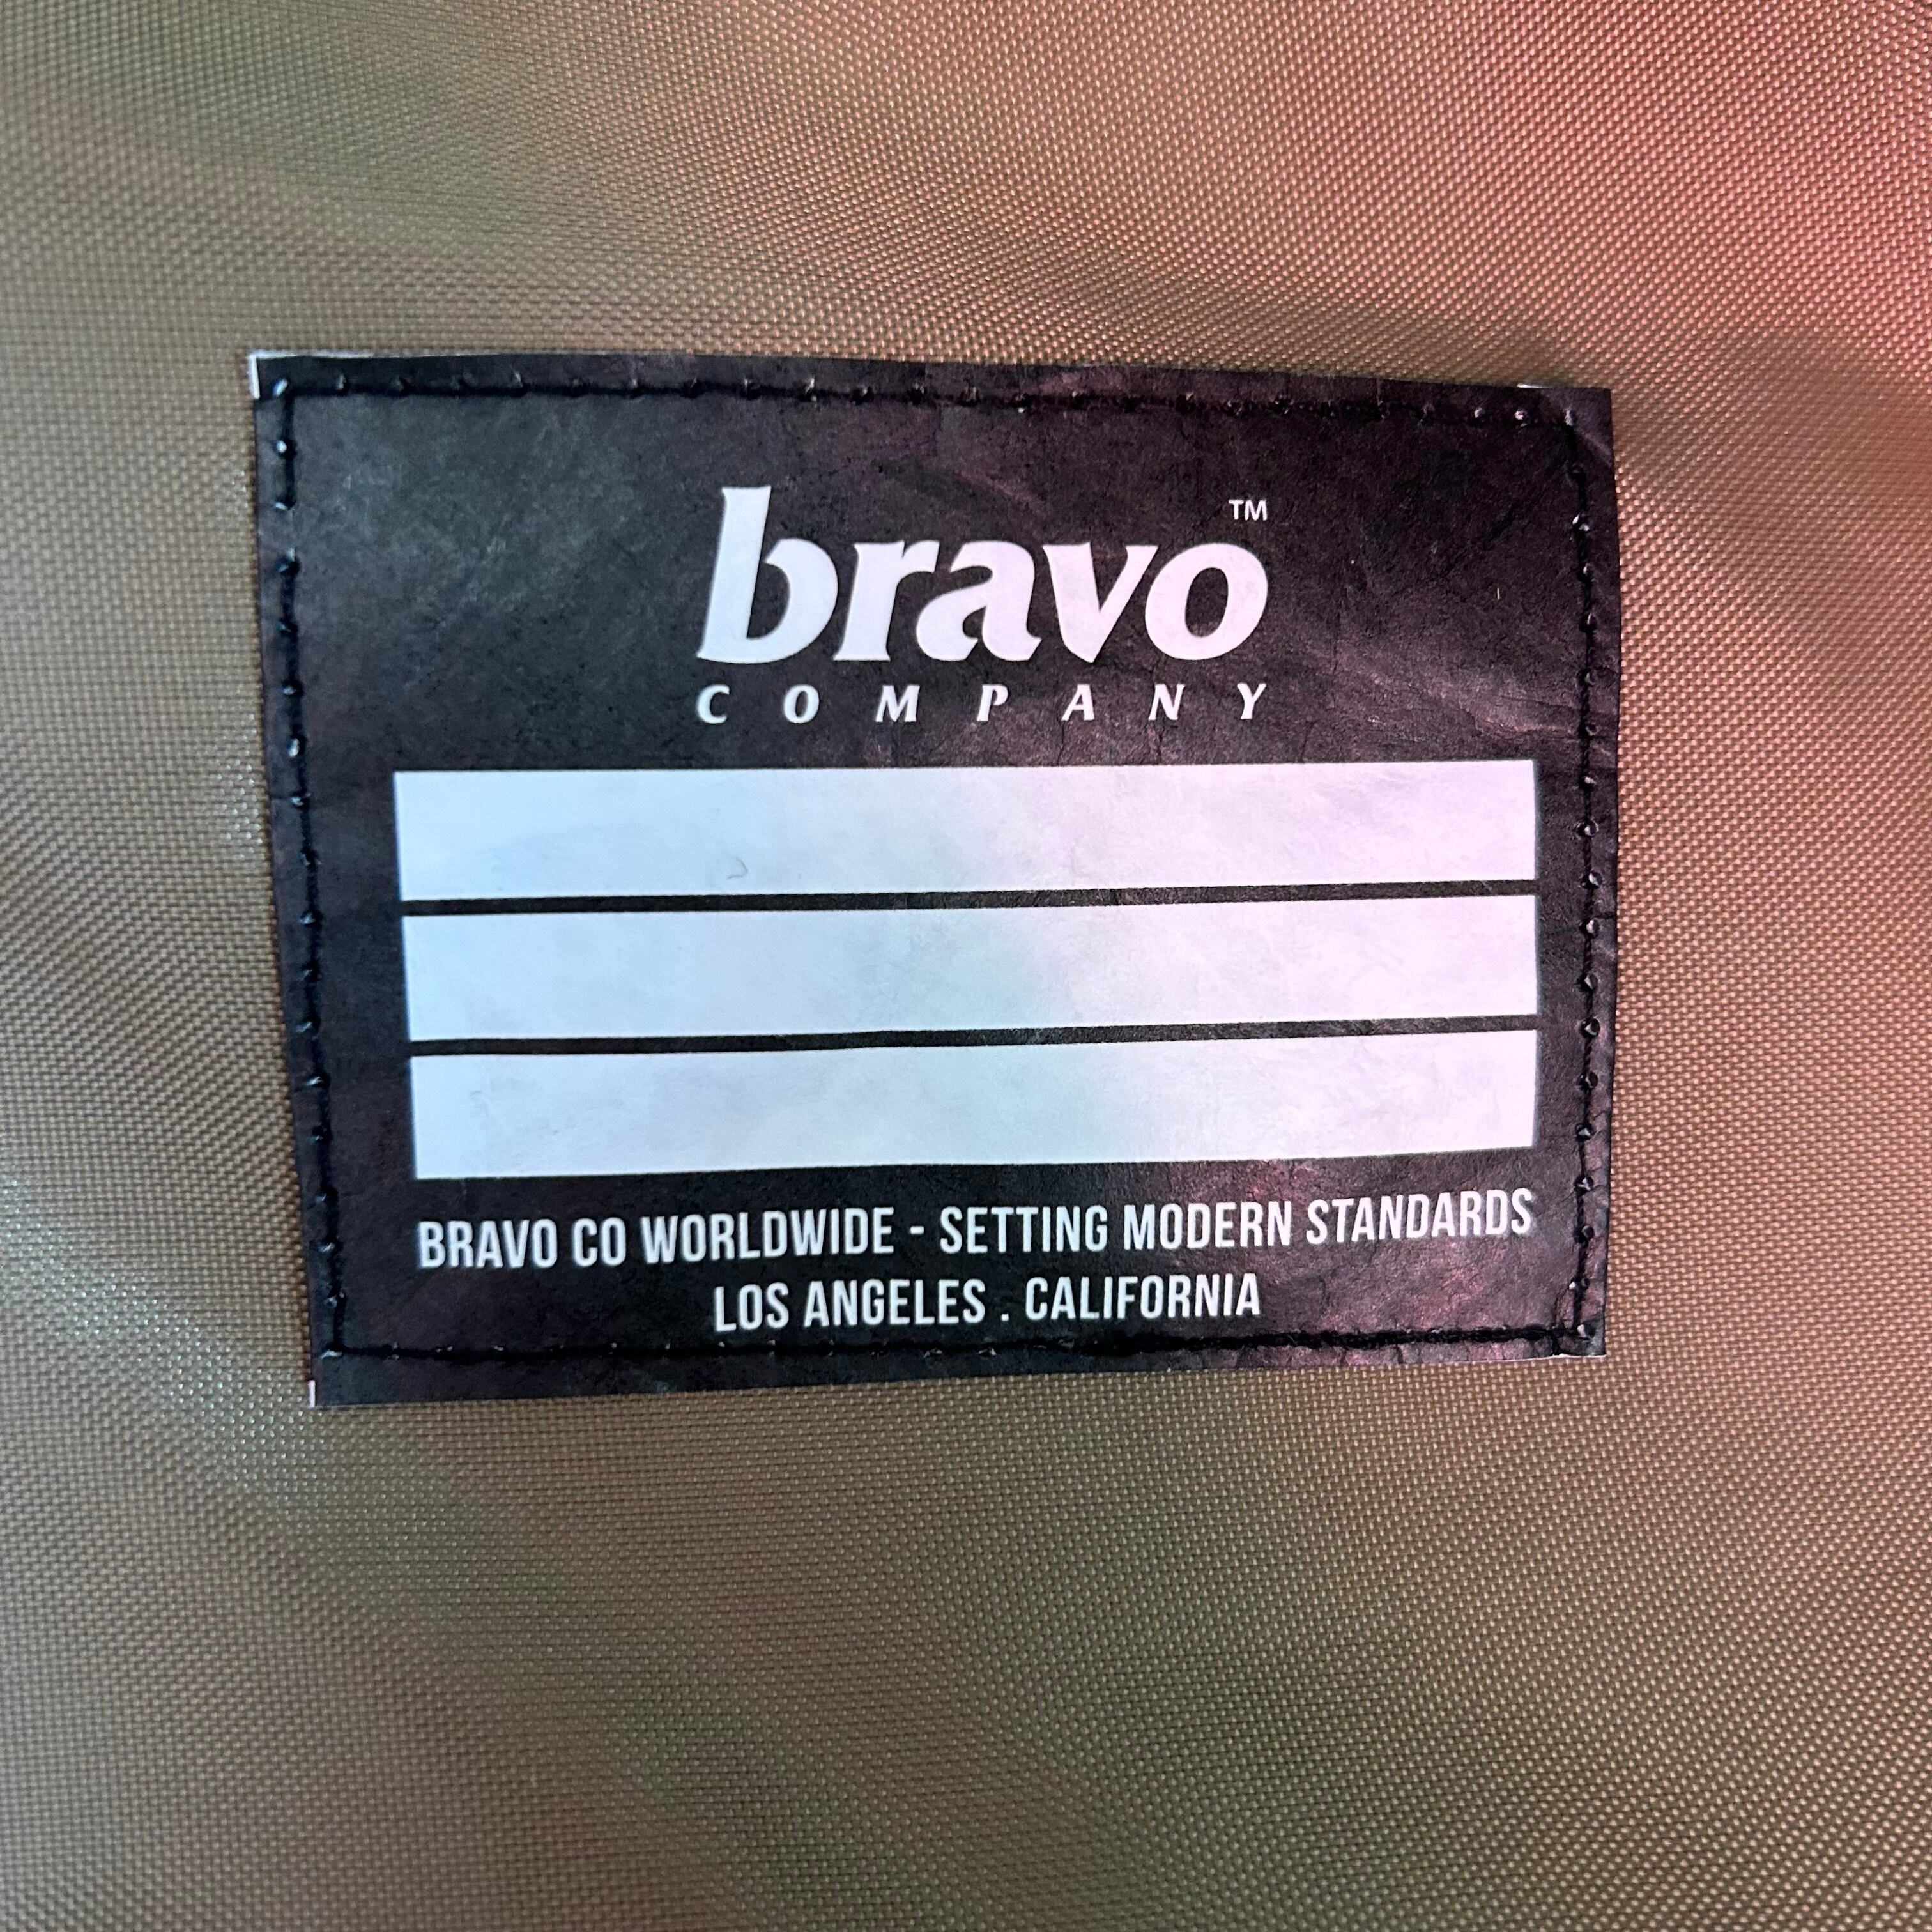 bravo™
COMPANY
BRAVO CO WORLDWIDE - SETTING MODERN STANDARDS
LOS ANGELES . CALIFORNIA